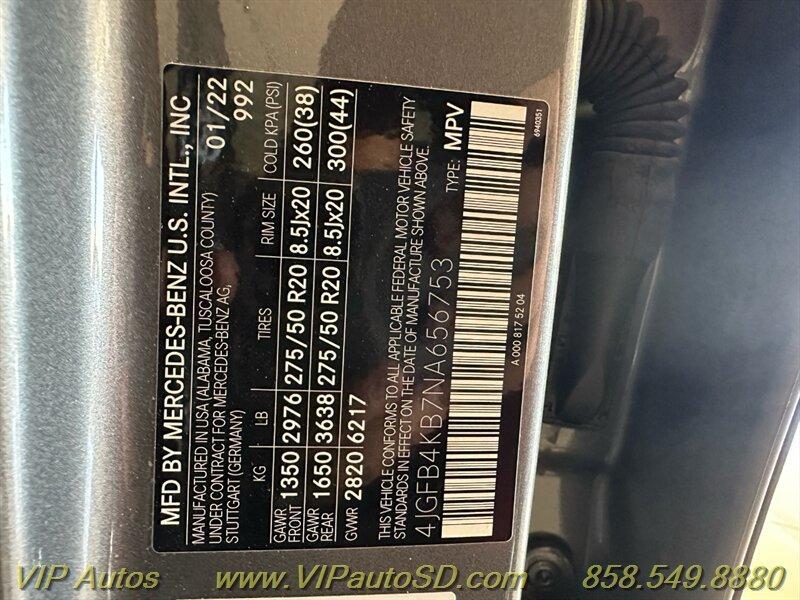 MFD BY MERCEDES-BENZ U.S. INTL., INC
MANUFACTURED IN USA (ALABAMA, TUSCALOOSA COUNTY) 01/22
UNDER CONTRACT FOR MERCEDES-BENZ AG, 992
STUTTGART (GERMANY)
KG LB TIRES RIM SIZE COLD KPA (PSI)
GAWR FRONT 1350 2976 275/50 R20 8.5Jx20 260(38)
GAWR REAR 1650 3638 275/50 R20 8.5Jx20 300(44)
GVWR 2820 6217
THIS VEHICLE CONFORMS TO ALL APPLICABLE FEDERAL MOTOR VEHICLE SAFETY
STANDARDS IN EFFECT ON THE DATE OF MANUFACTURE SHOWN ABOVE.
4JGFB4KB7NA656753 TYPE: MPV
A 000 817 52 04
6940351
VIP Autos www.VIPautoSD.com 858.549.8880